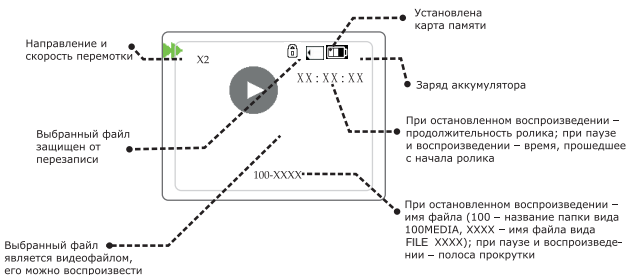 Установлена
карта памяти
Направление и
скорость перемотки
X2
XX:XX:XX
Заряд аккумулятора
Выбранный файл
защищен от
перезаписи
При остановленном воспроизведении –
продолжительность ролика; при паузе
и воспроизведении – время, прошедшее
с начала ролика
100-XXXX
При остановленном воспроизведении –
имя файла (100 – название папки вида
100MEDIA, XXXX – имя файла вида
FILE XXXX); при паузе и воспроизведе-
нии – полоса прокрутки
Выбранный файл
является видеофайлом,
его можно воспроизвести